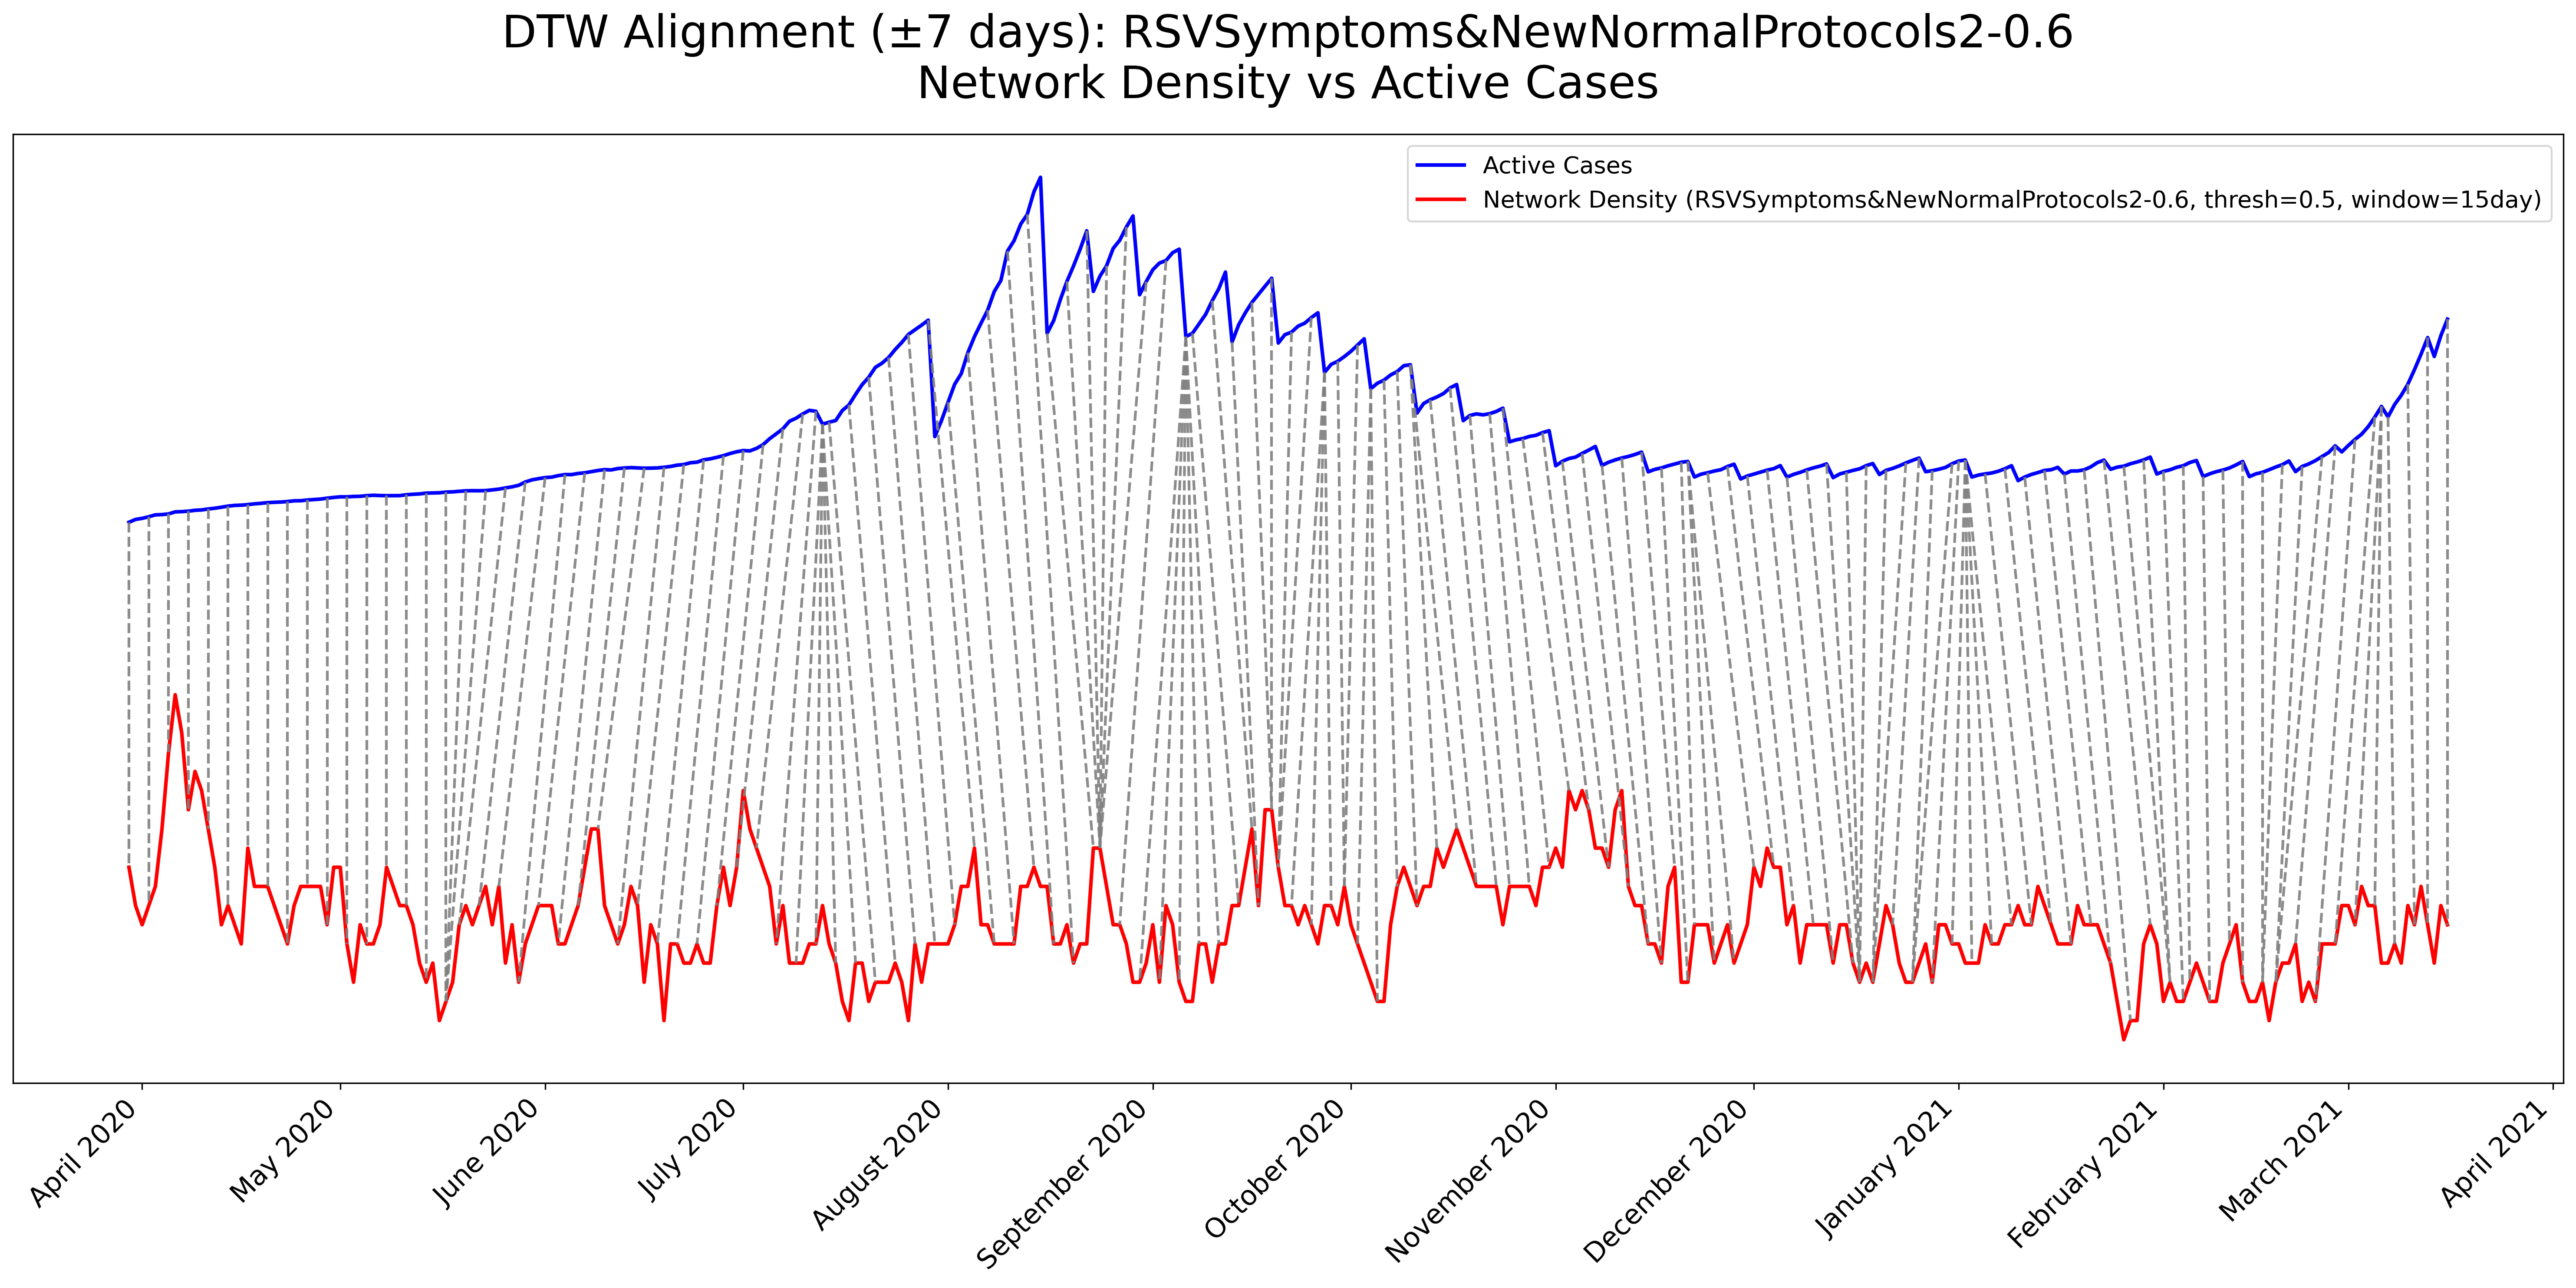 DTW Alignment (±7 days): RSVSymptoms&NewNormalProtocols2-0.6
Network Density vs Active Cases
Active Cases
Network Density (RSVSymptoms&NewNormalProtocols2-0.6, thresh=0.5, window=15day)
April 2020
May 2020
June 2020
July 2020
August 2020
September 2020
October 2020
November 2020
December 2020
January 2021
February 2021
March 2021
April 2021